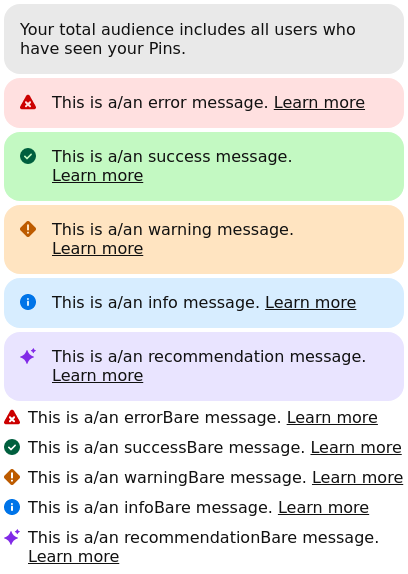 Your total audience includes all users who
have seen your Pins.
This is a/an error message. Learn more
This is a/an success message.
Learn more
This is a/an warning message.
Learn more
This is a/an info message. Learn more
This is a/an recommendation message.
Learn more
This is a/an errorBare message. Learn more
This is a/an successBare message. Learn more
This is a/an warningBare message. Learn more
This is a/an infoBare message. Learn more
This is a/an recommendationBare message.
Learn more